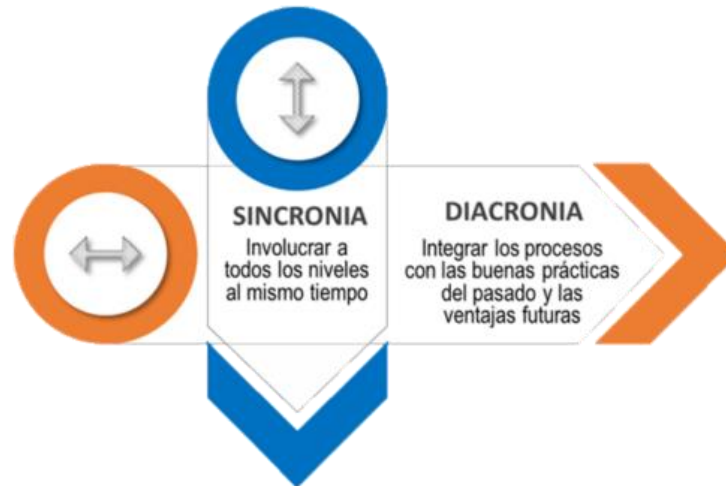 SINCRONIA
Involucrar a
todos los niveles
al mismo tiempo
DIACRONIA
Integrar los procesos
con las buenas prácticas
del pasado y las
ventajas futuras